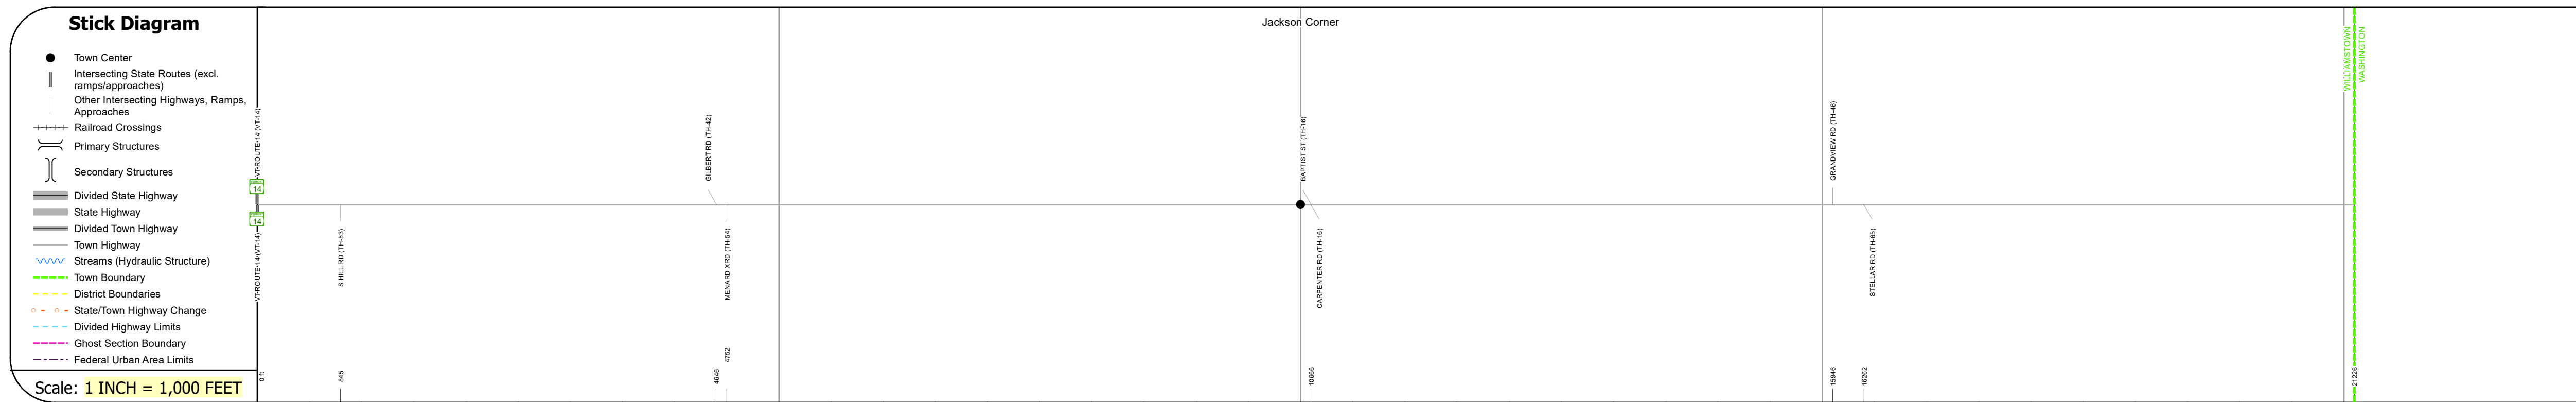 Stick Diagram
Town Center
Intersecting State Routes (excl.
ramps/approaches)
Other Intersecting Highways, Ramps,
Approaches
Railroad Crossings
Primary Structures
Secondary Structures
Divided State Highway
State Highway
Divided Town Highway
Town Highway
Streams (Hydraulic Structure)
Town Boundary
District Boundaries
State/Town Highway Change
Divided Highway Limits
Ghost Section Boundary
Federal Urban Area Limits
Scale: 1 INCH = 1,000 FEET
VT-ROUTE-14 (VT-14)
14
14
VT-ROUTE-14 (VT-14)
0 ft
S HILL RD (TH-53)
845
GILBERT RD (TH-42)
4646
MENARD XRD (TH-54)
4752
Jackson Corner
BAPTIST ST (TH-16)
CARPENTER RD (TH-16)
10666
GRANDVIEW RD (TH-46)
15946
STELLAR RD (TH-65)
16262
WILLIAMSTOWN
WASHINGTON
21226